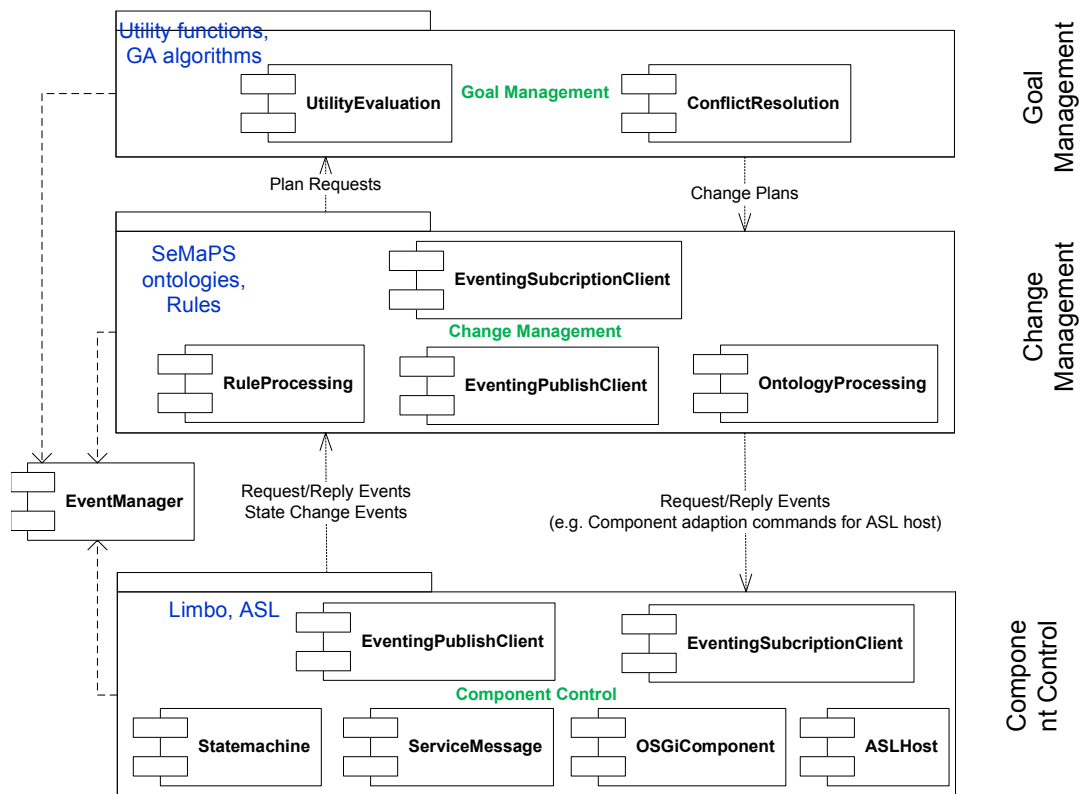 Utility functions,
GA algorithms
UtilityEvaluation
Goal Management
ConflictResolution
Goal
Management
Plan Requests
Change Plans
SeMaPS
ontologies,
Rules
EventingSubcriptionClient
Change Management
RuleProcessing
EventingPublishClient
OntologyProcessing
Change
Management
EventManager
Request/Reply Events
State Change Events
Request/Reply Events
(e.g. Component adaption commands for ASL host)
Limbo, ASL
EventingPublishClient
EventingSubcriptionClient
Component Control
Statemachine
ServiceMessage
OSGiComponent
ASLHost
Compone
nt Control